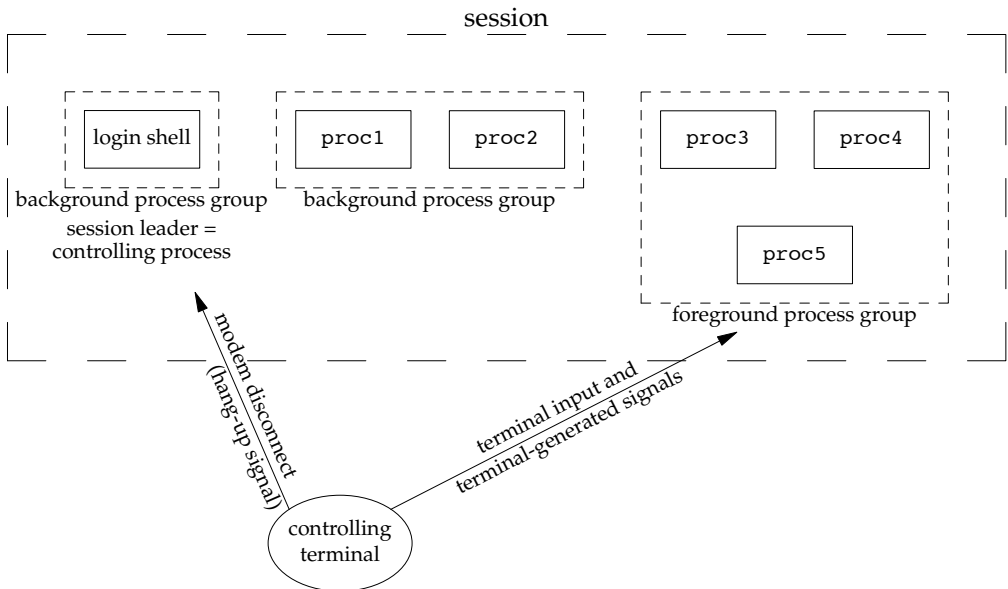 session
login shell
proc1
proc2
proc3
proc4
proc5
background process group
session leader =
controlling process
background process group
foreground process group
modem disconnect
(hang-up signal)
terminal input and
terminal-generated signals
controlling
terminal